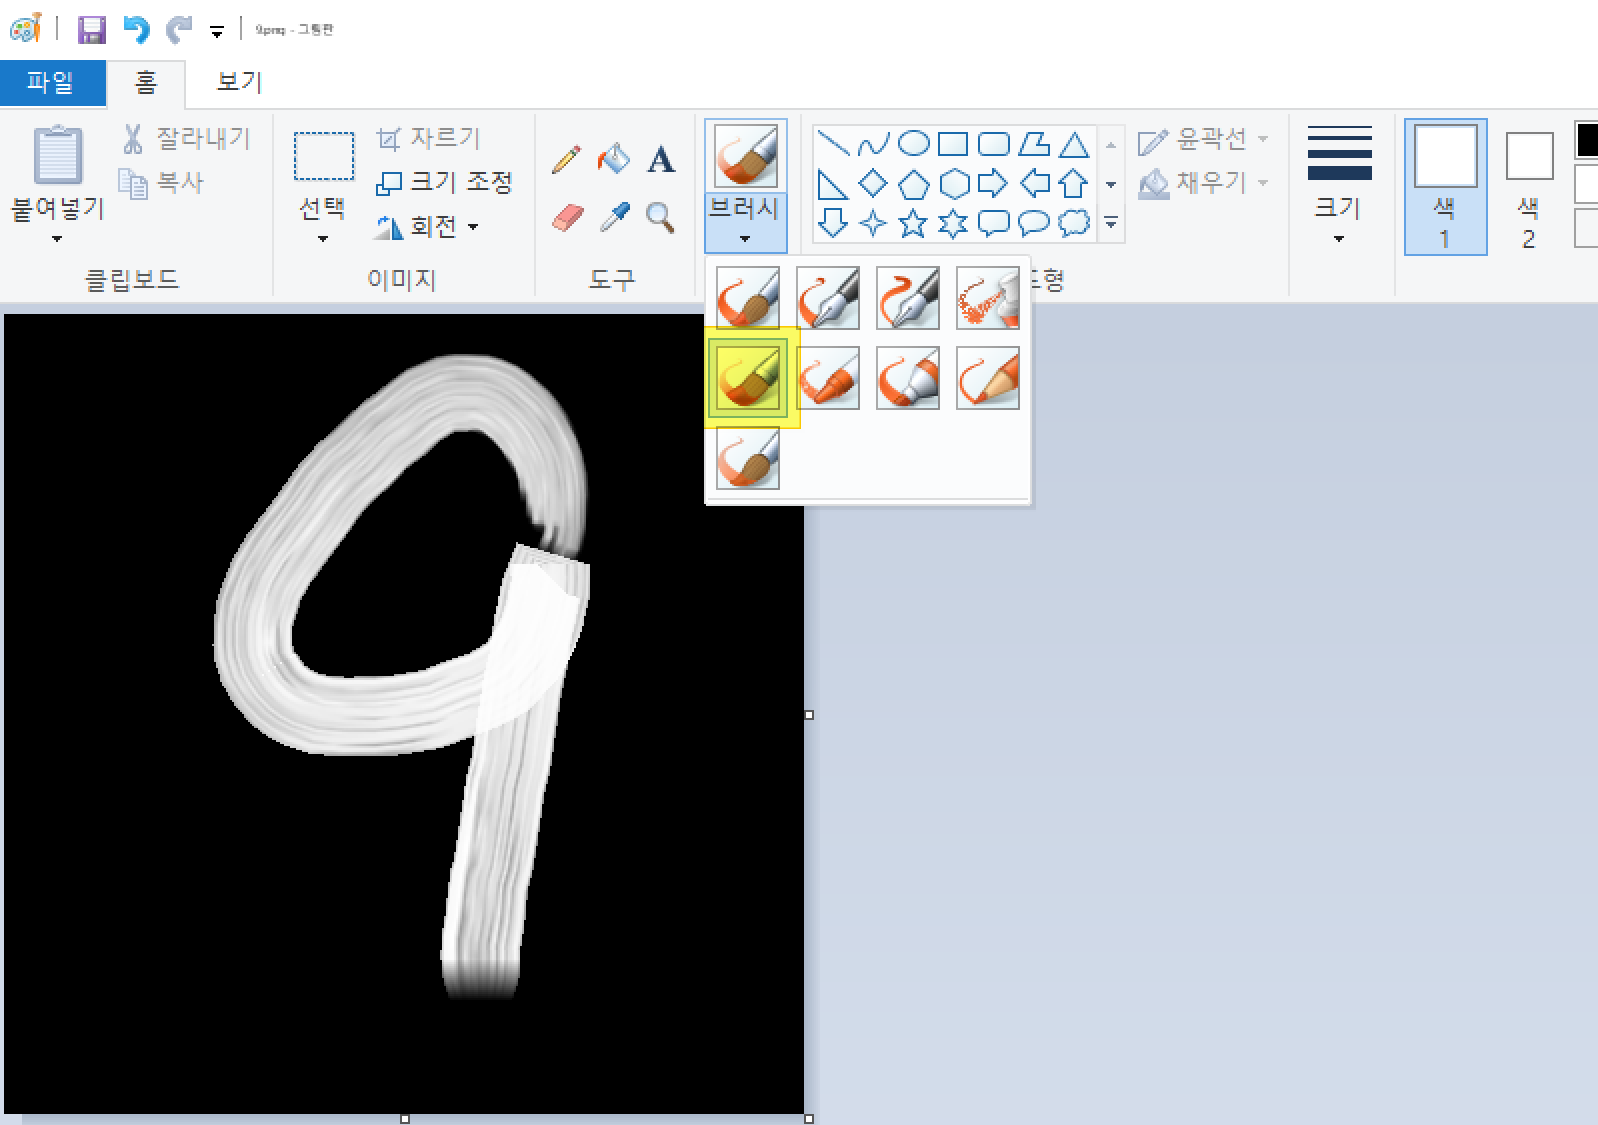 9.png - 그림판
파일 홈 보기
붙여넣기
잘라내기
복사
클립보드
선택
자르기
크기 조정
회전
이미지
A
도구
브러시
윤곽선
채우기
도형
크기
색
1
색
2
9